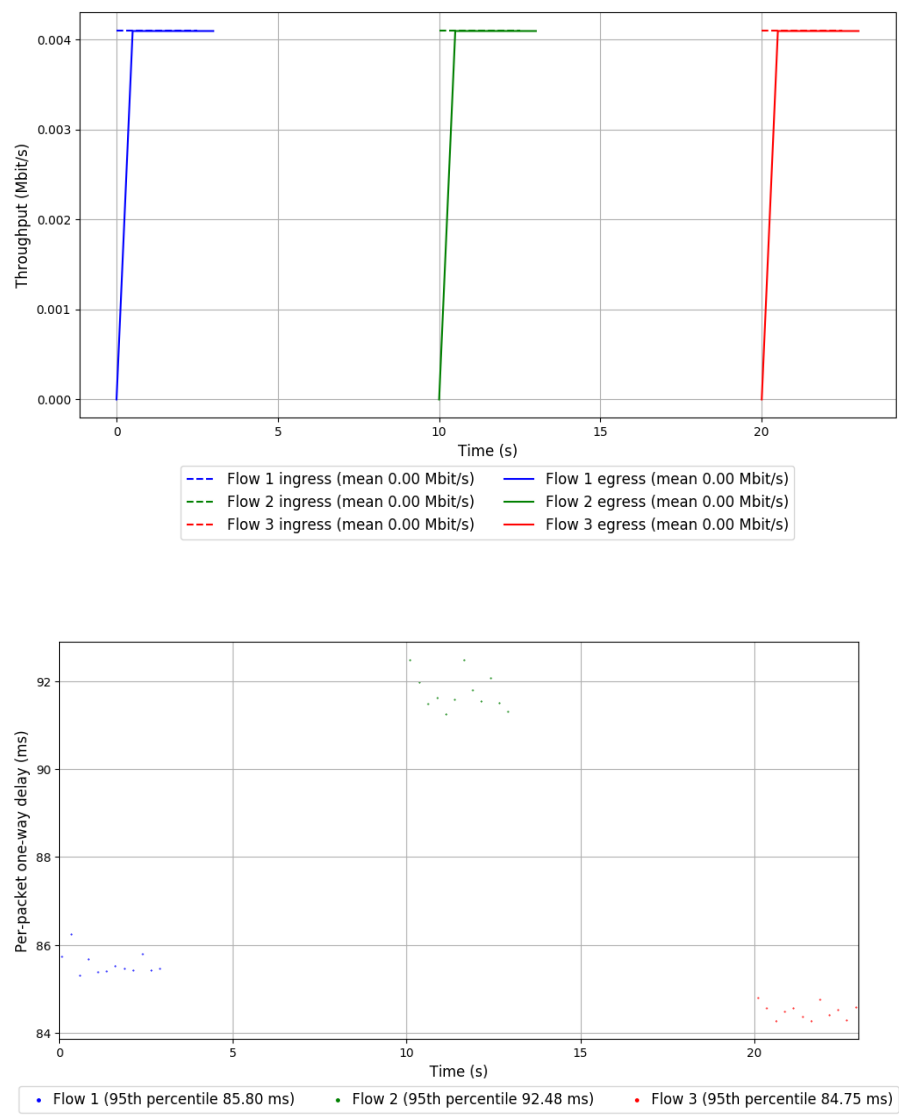 0.004
0.003
0.002
0.001
0.000
Throughput (Mbit/s)
0 5 10 15 20
Time (s)
Flow 1 ingress (mean 0.00 Mbit/s) Flow 1 egress (mean 0.00 Mbit/s)
Flow 2 ingress (mean 0.00 Mbit/s) Flow 2 egress (mean 0.00 Mbit/s)
Flow 3 ingress (mean 0.00 Mbit/s) Flow 3 egress (mean 0.00 Mbit/s)
92
90
88
86
84
Per-packet one-way delay (ms)
0 5 10 15 20
Time (s)
Flow 1 (95th percentile 85.80 ms) Flow 2 (95th percentile 92.48 ms) Flow 3 (95th percentile 84.75 ms)